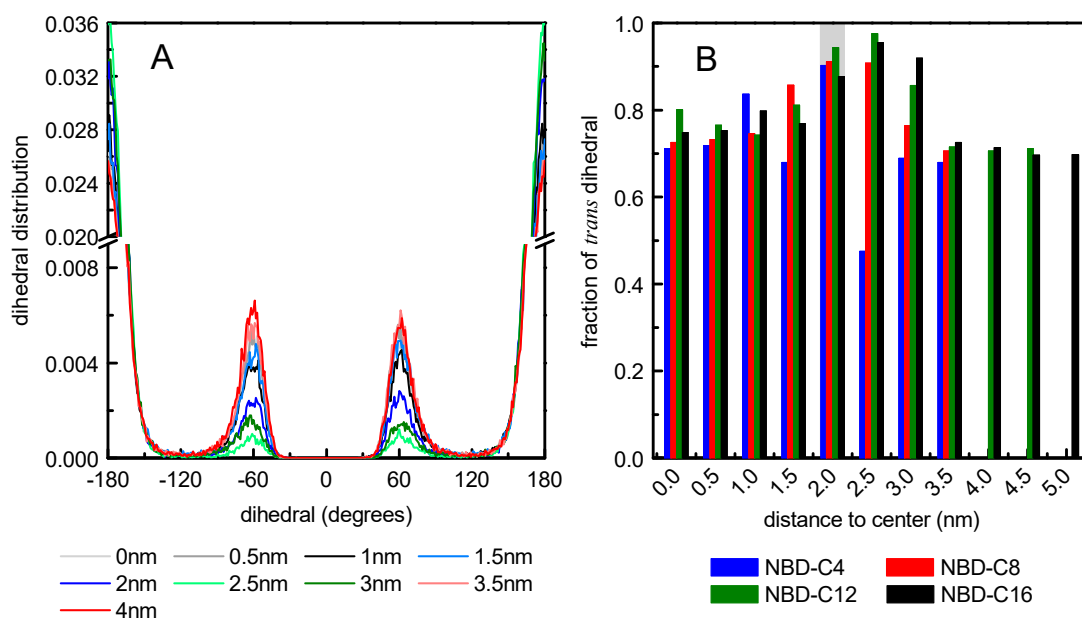 A
dihedral distribution
0.036
0.032
0.028
0.024
0.020
0.008
0.004
0.000
-180 -120 -60 0 60 120 180
dihedral (degrees)
0nm 0.5nm 1nm 1.5nm
2nm 2.5nm 3nm 3.5nm
4nm
B
fraction of trans dihedral
1.0
0.8
0.6
0.4
0.2
0.0
0.0 0.5 1.0 1.5 2.0 2.5 3.0 3.5 4.0 4.5 5.0
distance to center (nm)
NBD-C4 NBD-C8
NBD-C12 NBD-C16